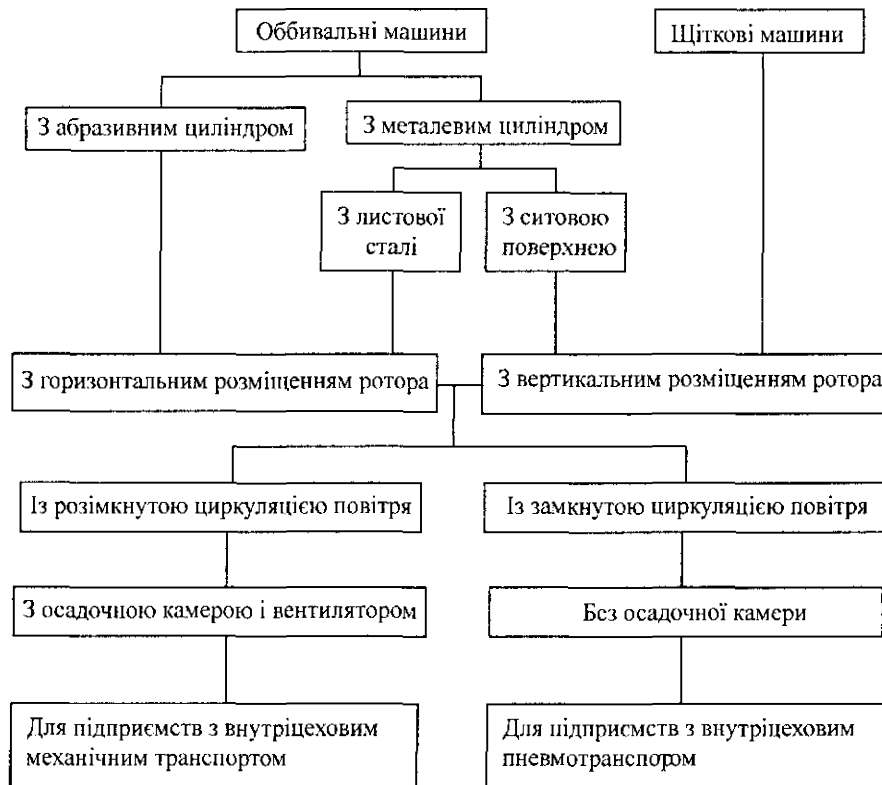 Оббивальні машини
Щіткові машини
З абразивним циліндром
З металевим циліндром
З листової
сталі
З ситовою
поверхнею
З горизонтальним розміщенням ротора
З вертикальним розміщенням ротора
Із розімкнутою циркуляцією повітря
Із замкнутою циркуляцією повітря
З осадочною камерою і вентилятором
Без осадочної камери
Для підприємств з внутріцеховим
механічним транспортом
Для підприємств з внутріцеховим
пневмотранспортом